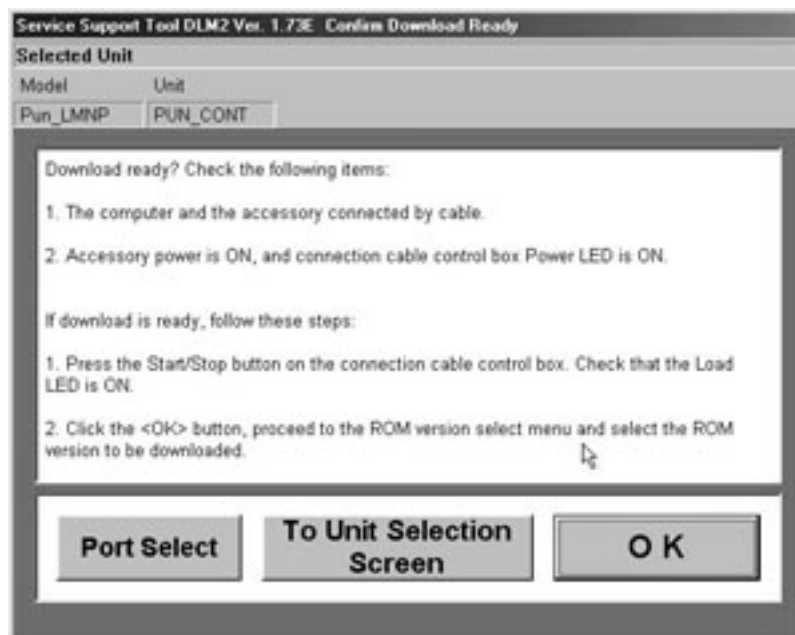 Service Support Tool DLM2 Ver. 1.73E Confirm Download Ready
Selected Unit
Model Unit
Pun_LMNP PUN_CONT
Download ready? Check the following items:
1. The computer and the accessory connected by cable.
2. Accessory power is ON, and connection cable control box Power LED is ON.
If download is ready, follow these steps:
1. Press the Start/Stop button on the connection cable control box. Check that the Load
LED is ON.
2. Click the <OK> button, proceed to the ROM version select menu and select the ROM
version to be downloaded.
Port Select
To Unit Selection
Screen
O K